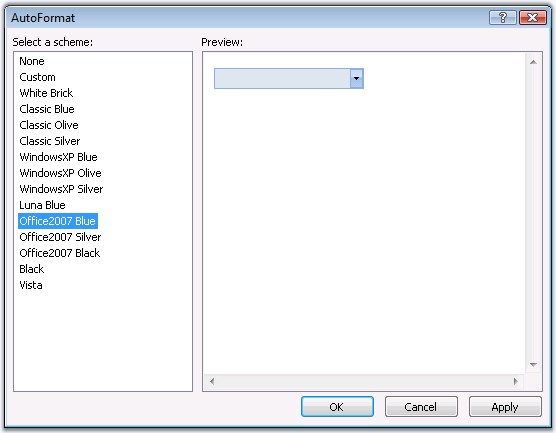 AutoFormat
Select a scheme:
Preview:
None
Custom
White Brick
Classic Blue
Classic Olive
Classic Silver
WindowsXP Blue
WindowsXP Olive
WindowsXP Silver
Luna Blue
Office2007 Blue
Office2007 Silver
Office2007 Black
Black
Vista
OK
Cancel
Apply